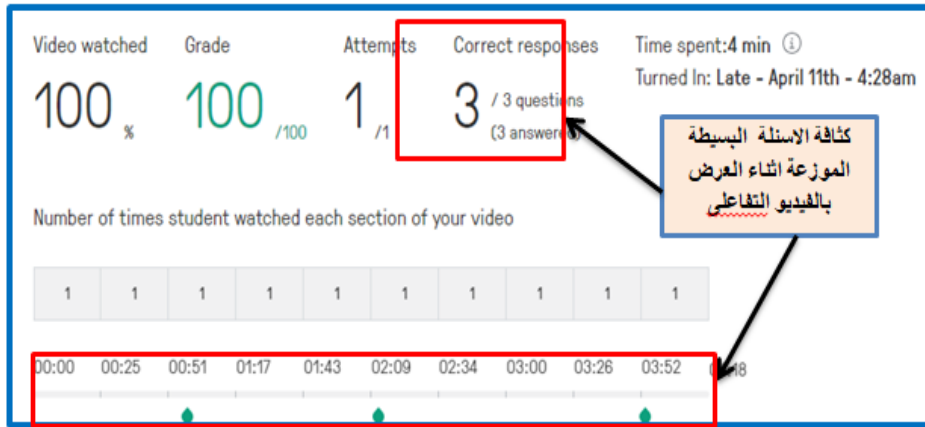 Video watched Grade Attempts Correct responses Time spent:4 min
100 % 100 /100 1 /1 3 / 3 questions Turned In: Late - April 11th - 4:28am
(3 answered)
كثافة الاسئلة البسيطة
الموزعة اثناء العرض
بالفيديو التفاعلى
Number of times student watched each section of your video
1 1 1 1 1 1 1 1 1 1
00:00 00:25 00:51 01:17 01:43 02:09 02:34 03:00 03:26 03:52